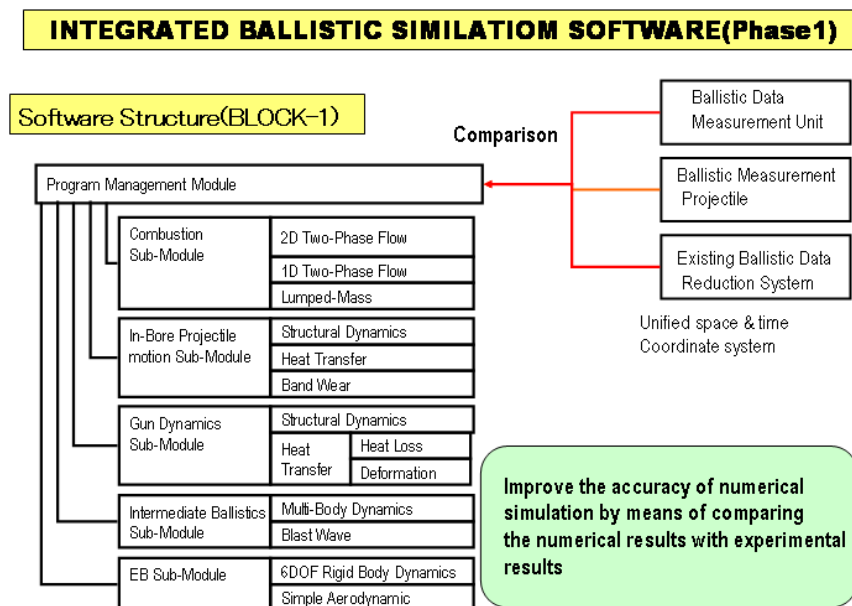 INTEGRATED BALLISTIC SIMILATIOM SOFTWARE(Phase1)
Software Structure(BLOCK-1)
Comparison
Ballistic Data
Measurement Unit
Ballistic Measurement
Projectile
Existing Ballistic Data
Reduction System
Unified space & time
Coordinate system
Program Management Module
Combustion
Sub-Module
2D Two-Phase Flow
1D Two-Phase Flow
Lumped-Mass
In-Bore Projectile
motion Sub-Module
Structural Dynamics
Heat Transfer
Band Wear
Gun Dynamics
Sub-Module
Structural Dynamics
Heat
Transfer
Heat Loss
Deformation
Intermediate Ballistics
Sub-Module
Multi-Body Dynamics
Blast Wave
EB Sub-Module
6DOF Rigid Body Dynamics
Simple Aerodynamic
Improve the accuracy of numerical
simulation by means of comparing
the numerical results with experimental
results